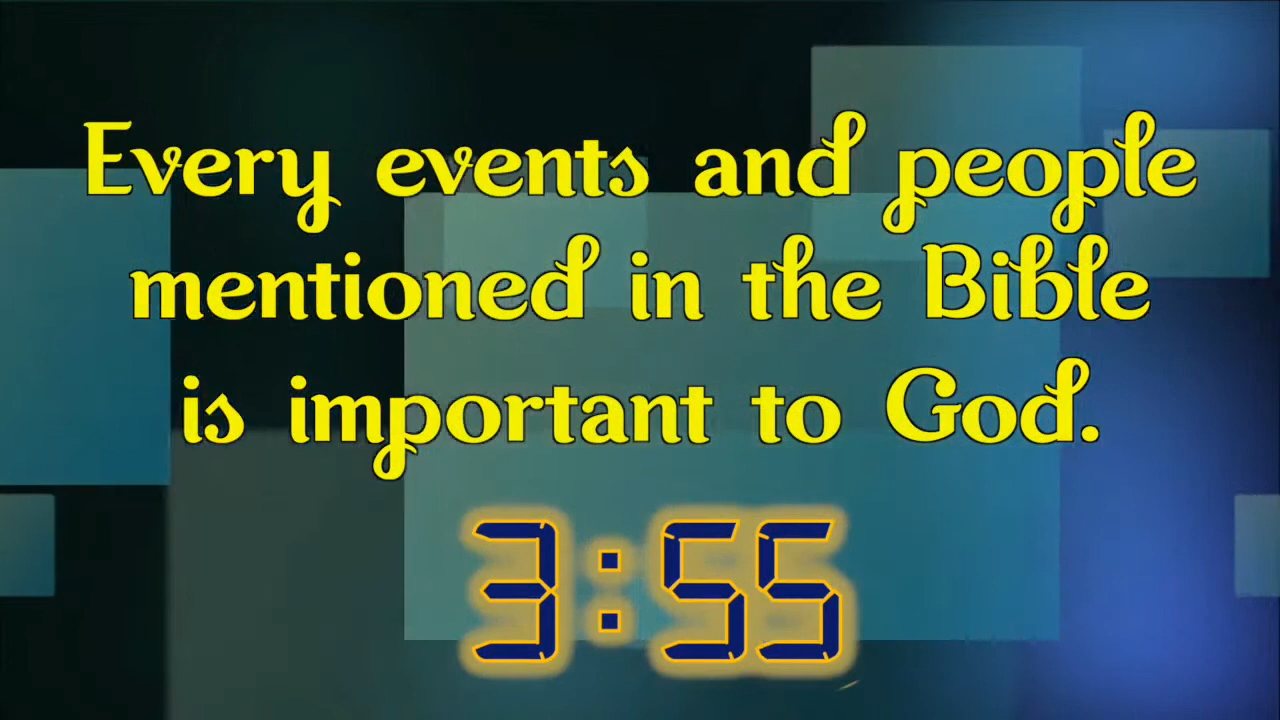 Every events and people
mentioned in the Bible
is important to God.
3:55